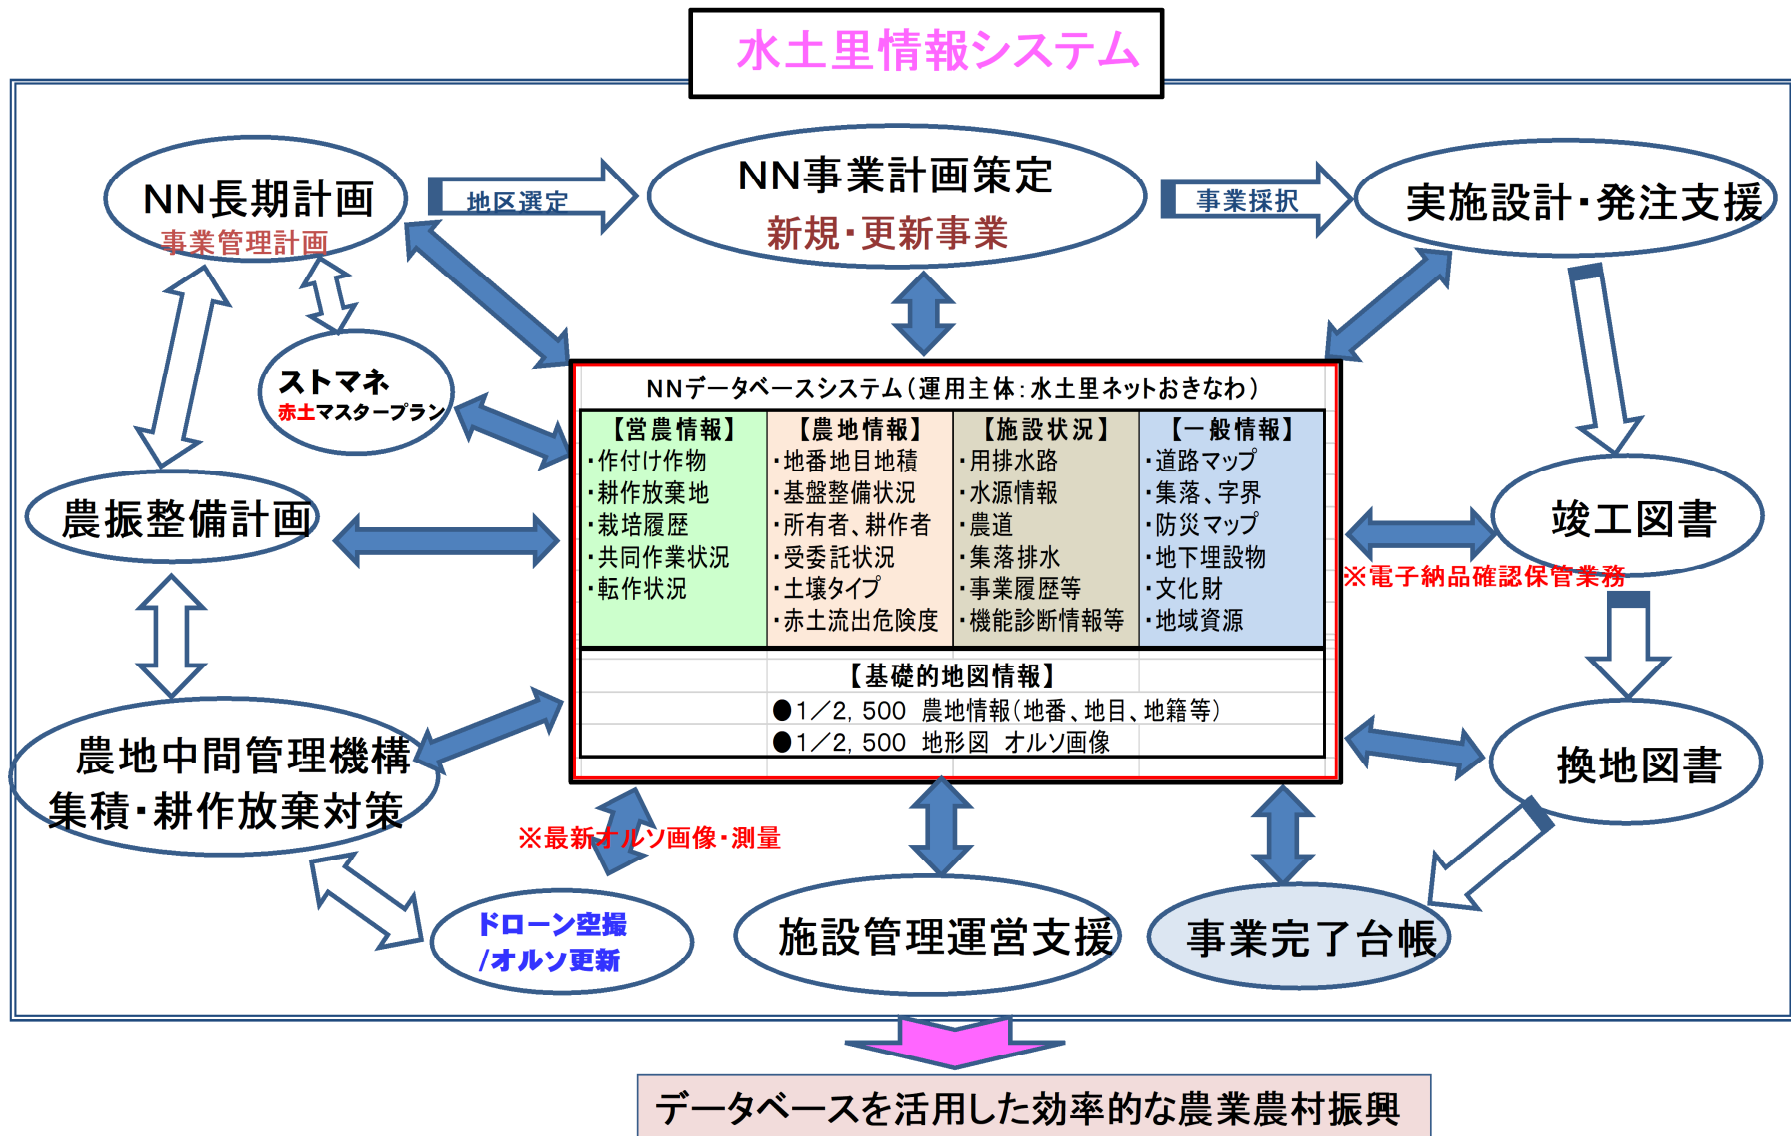 水土里情報システム
NN長期計画
事業管理計画
地区選定
NN事業計画策定
新規・更新事業
事業採択
実施設計・発注支援
ストマネ
赤土マスタープラン
農振整備計画
農地中間管理機構
集積・耕作放棄対策
NNデータベースシステム(運用主体:水土里ネットおきなわ)
【営農情報】
・作付け作物
・耕作放棄地
・栽培履歴
・共同作業状況
・転作状況
【農地情報】
・地番地目地積
・基盤整備状況
・所有者、耕作者
・受委託状況
・土壌タイプ
・赤土流出危険度
【施設状況】
・用排水路
・水源情報
・農道
・集落排水
・事業履歴等
・機能診断情報等
【一般情報】
・道路マップ
・集落、字界
・防災マップ
・地下埋設物
・文化財
・地域資源
【基礎的地図情報】
●1/2,500 農地情報(地番、地目、地籍等)
●1/2,500 地形図 オルソ画像
竣工図書
※電子納品確認保管業務
換地図書
※最新オルソ画像・測量
ドローン空撮
/オルソ更新
施設管理運営支援
事業完了台帳
データベースを活用した効率的な農業農村振興